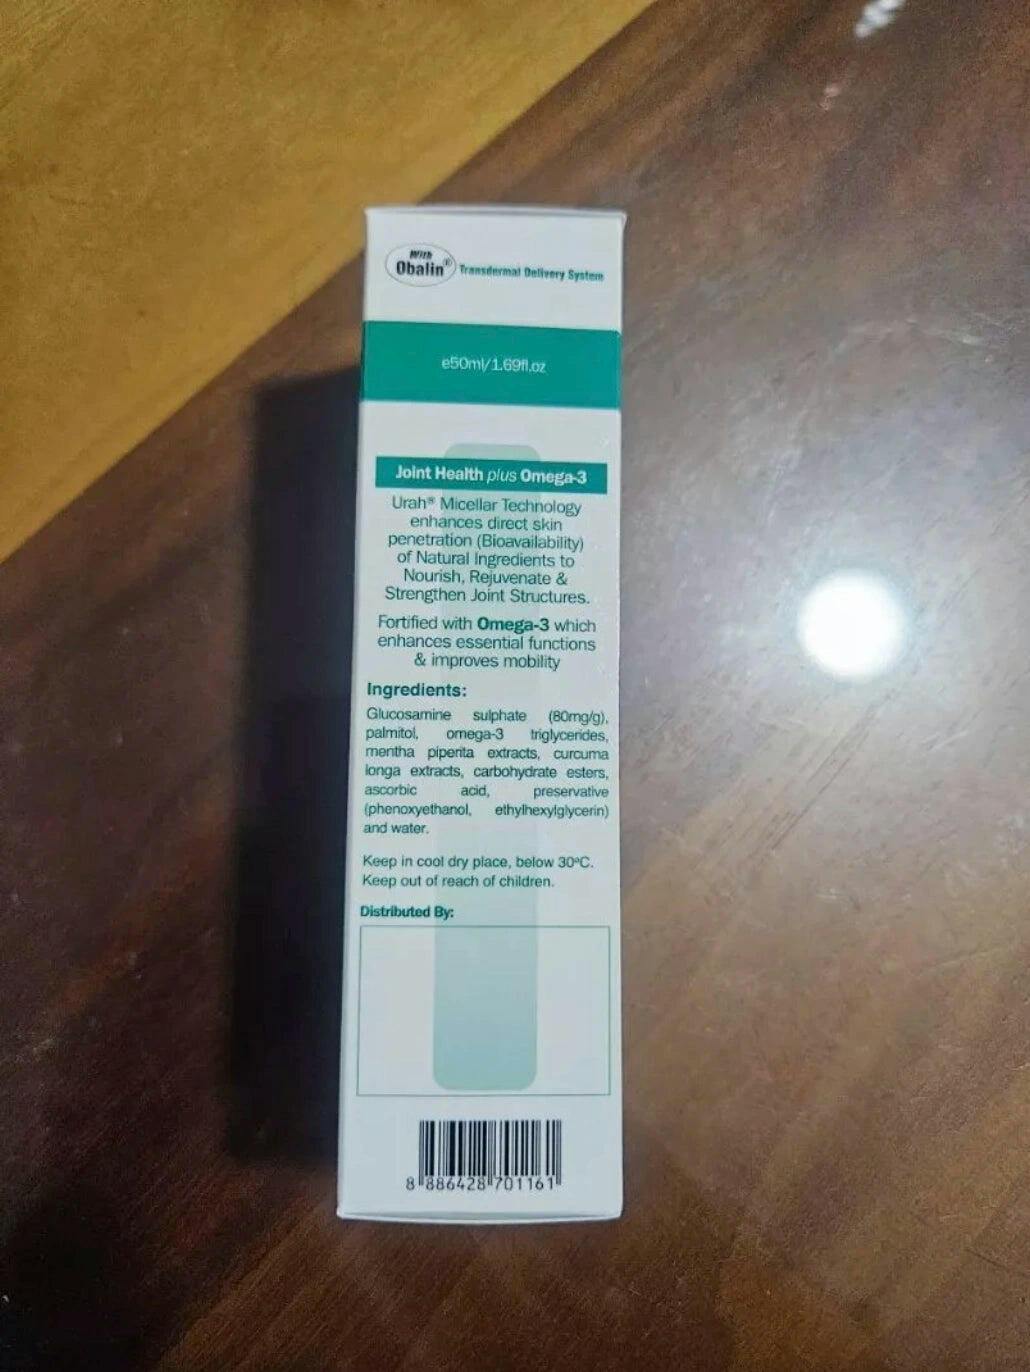 With
Obalin® Transdermal Delivery System
e50ml/1.69fl.oz
Joint Health plus Omega-3
Urah® Micellar Technology
enhances direct skin
penetration (Bioavailability)
of Natural Ingredients to
Nourish, Rejuvenate &
Strengthen Joint Structures.
Fortified with Omega-3 which
enhances essential functions
& improves mobility
Ingredients:
Glucosamine sulphate (80mg/g),
palmitol, omega-3 triglycerides,
mentha piperita extracts, curcuma
longa extracts, carbohydrate esters,
ascorbic acid, preservative
(phenoxyethanol, ethylhexylglycerin)
and water.
Keep in cool dry place, below 30ºC.
Keep out of reach of children.
Distributed By:
8 886428 701161